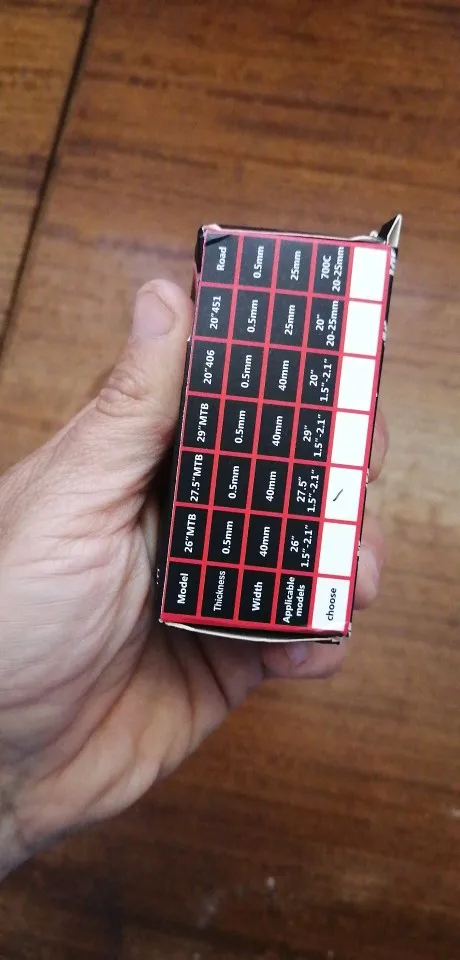 Model 26"MTB 27.5"MTB 29"MTB 20"406 20"451 Road
Thickness 0.5mm 0.5mm 0.5mm 0.5mm 0.5mm 0.5mm
Width 40mm 40mm 40mm 40mm 25mm 25mm
Applicable models 26" 1.5"-2.1" 27.5" 1.5"-2.1" 29" 1.5"-2.1" 20" 1.5"-2.1" 20" 20-25mm 700C 20-25mm
choose